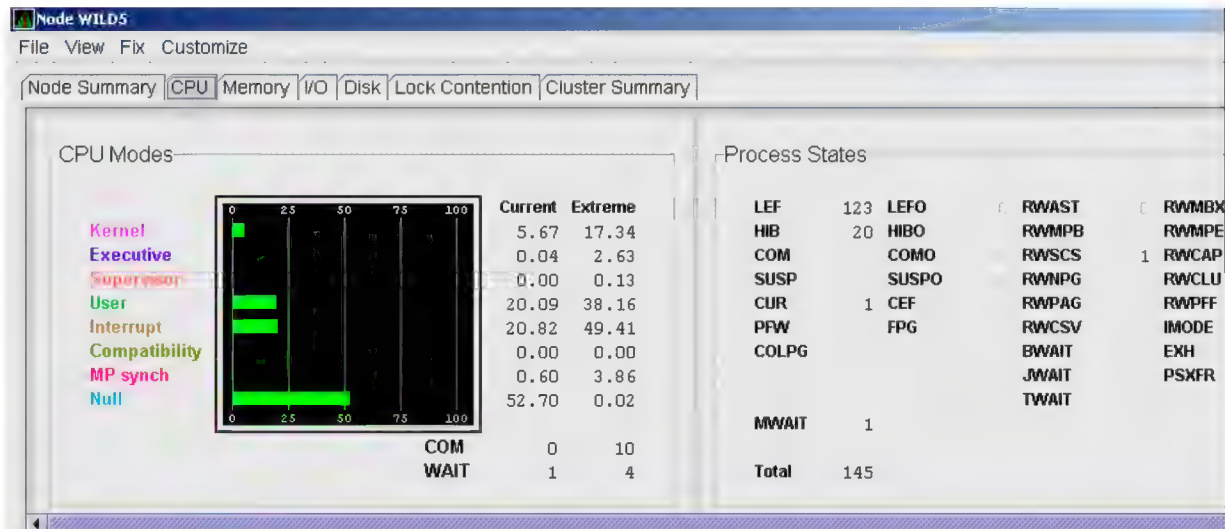 Node WILD5
File View Fix Customize
Node Summary CPU Memory I/O Disk Lock Contention Cluster Summary
CPU Modes
0 25 50 75 100
Current Extreme
Kernel 5.67 17.34
Executive 0.04 2.63
Supervisor 0.00 0.13
User 20.09 38.16
Interrupt 20.82 49.41
Compatibility 0.00 0.00
MP synch 0.60 3.86
Null 52.70 0.02
0 25 50 75 100
COM 0 10
WAIT 1 4
Process States
LEF 123 LEFO RWAST RWMBX
HIB 20 HIBO RWMPB RWMPE
COM COMO RWSCS 1 RWCAP
SUSP SUSPO RWNPG RWCLU
CUR 1 CEF RWPAG RWPFF
PFW FPG RWCSV IMODE
COLPG BWAIT EXH
JWAIT PSXFR
TWAIT
MWAIT 1
Total 145